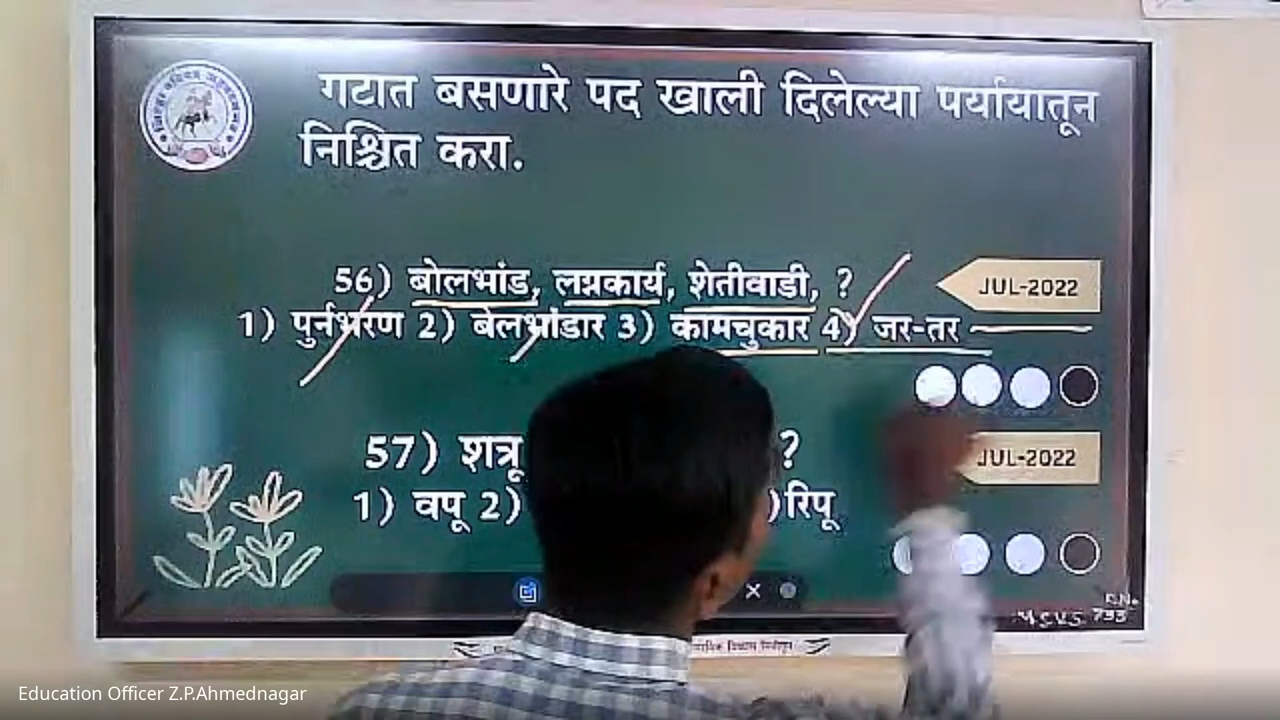 गटात बसणारे पद खाली दिलेल्या पर्यायातून
निश्चित करा.
56) बोलभांड, लग्नकार्य, शेतीवाडी, ?
JUL-2022
1) पुर्नभरण 2) बेलभांडार 3) कामचुकार 4) जर-तर
57) शत्रू ?
JUL-2022
1) वपू 2) )रिपू
M.S.V.S. 733
Education Officer Z.P.Ahmednagar